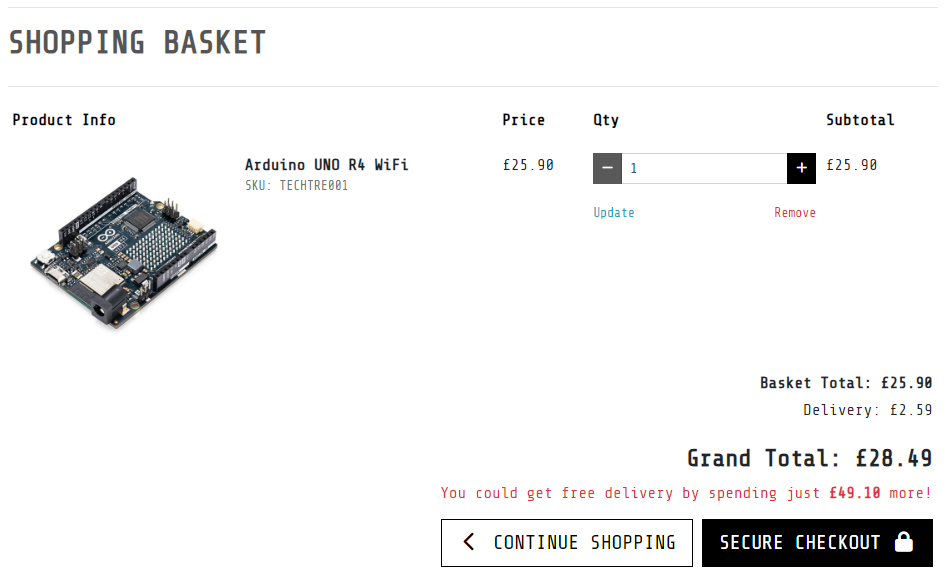 SHOPPING BASKET
Product Info Price Qty Subtotal
Arduino UNO R4 WiFi £25.90 − 1 + £25.90
SKU: TECHTRE001
Update Remove
Basket Total: £25.90
Delivery: £2.59
Grand Total: £28.49
You could get free delivery by spending just £49.10 more!
CONTINUE SHOPPING SECURE CHECKOUT